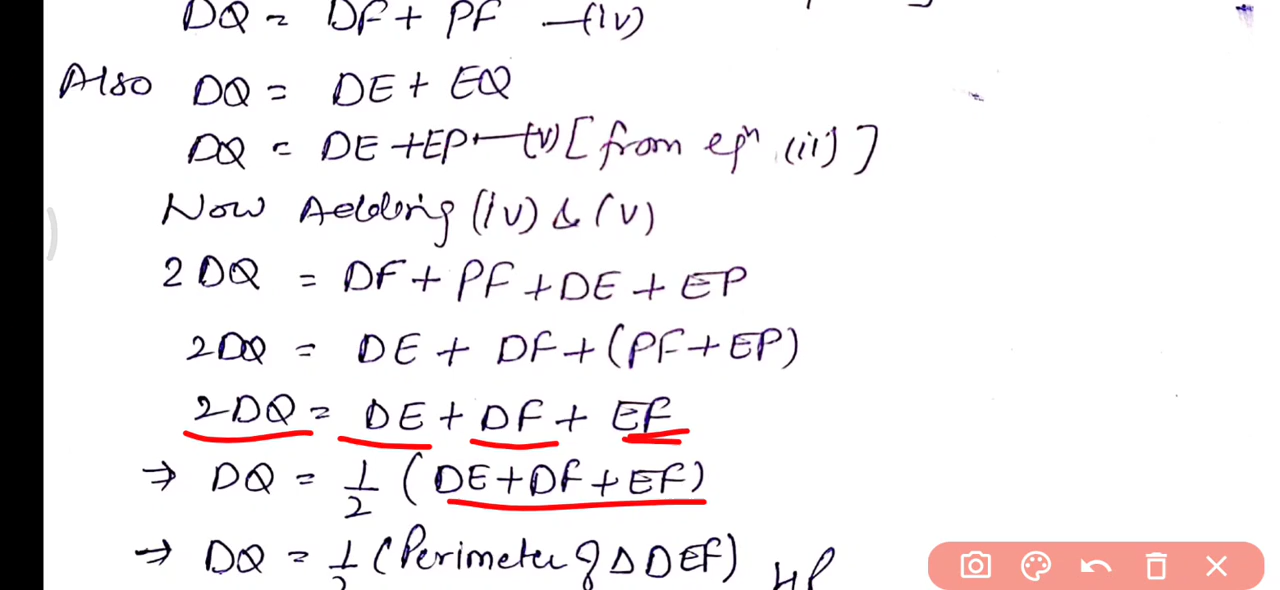 DQ = DF + PF —(iv)
Also DQ = DE + EQ
DQ = DE + EP —(v) [from eqn (ii)]
Now Adding (iv) & (v)
2DQ = DF + PF + DE + EP
2DQ = DE + DF + (PF + EP)
2DQ = DE + DF + EF
⇒ DQ = 1/2 (DE + DF + EF)
⇒ DQ = 1/2 (Perimeter of Δ DEF) HP